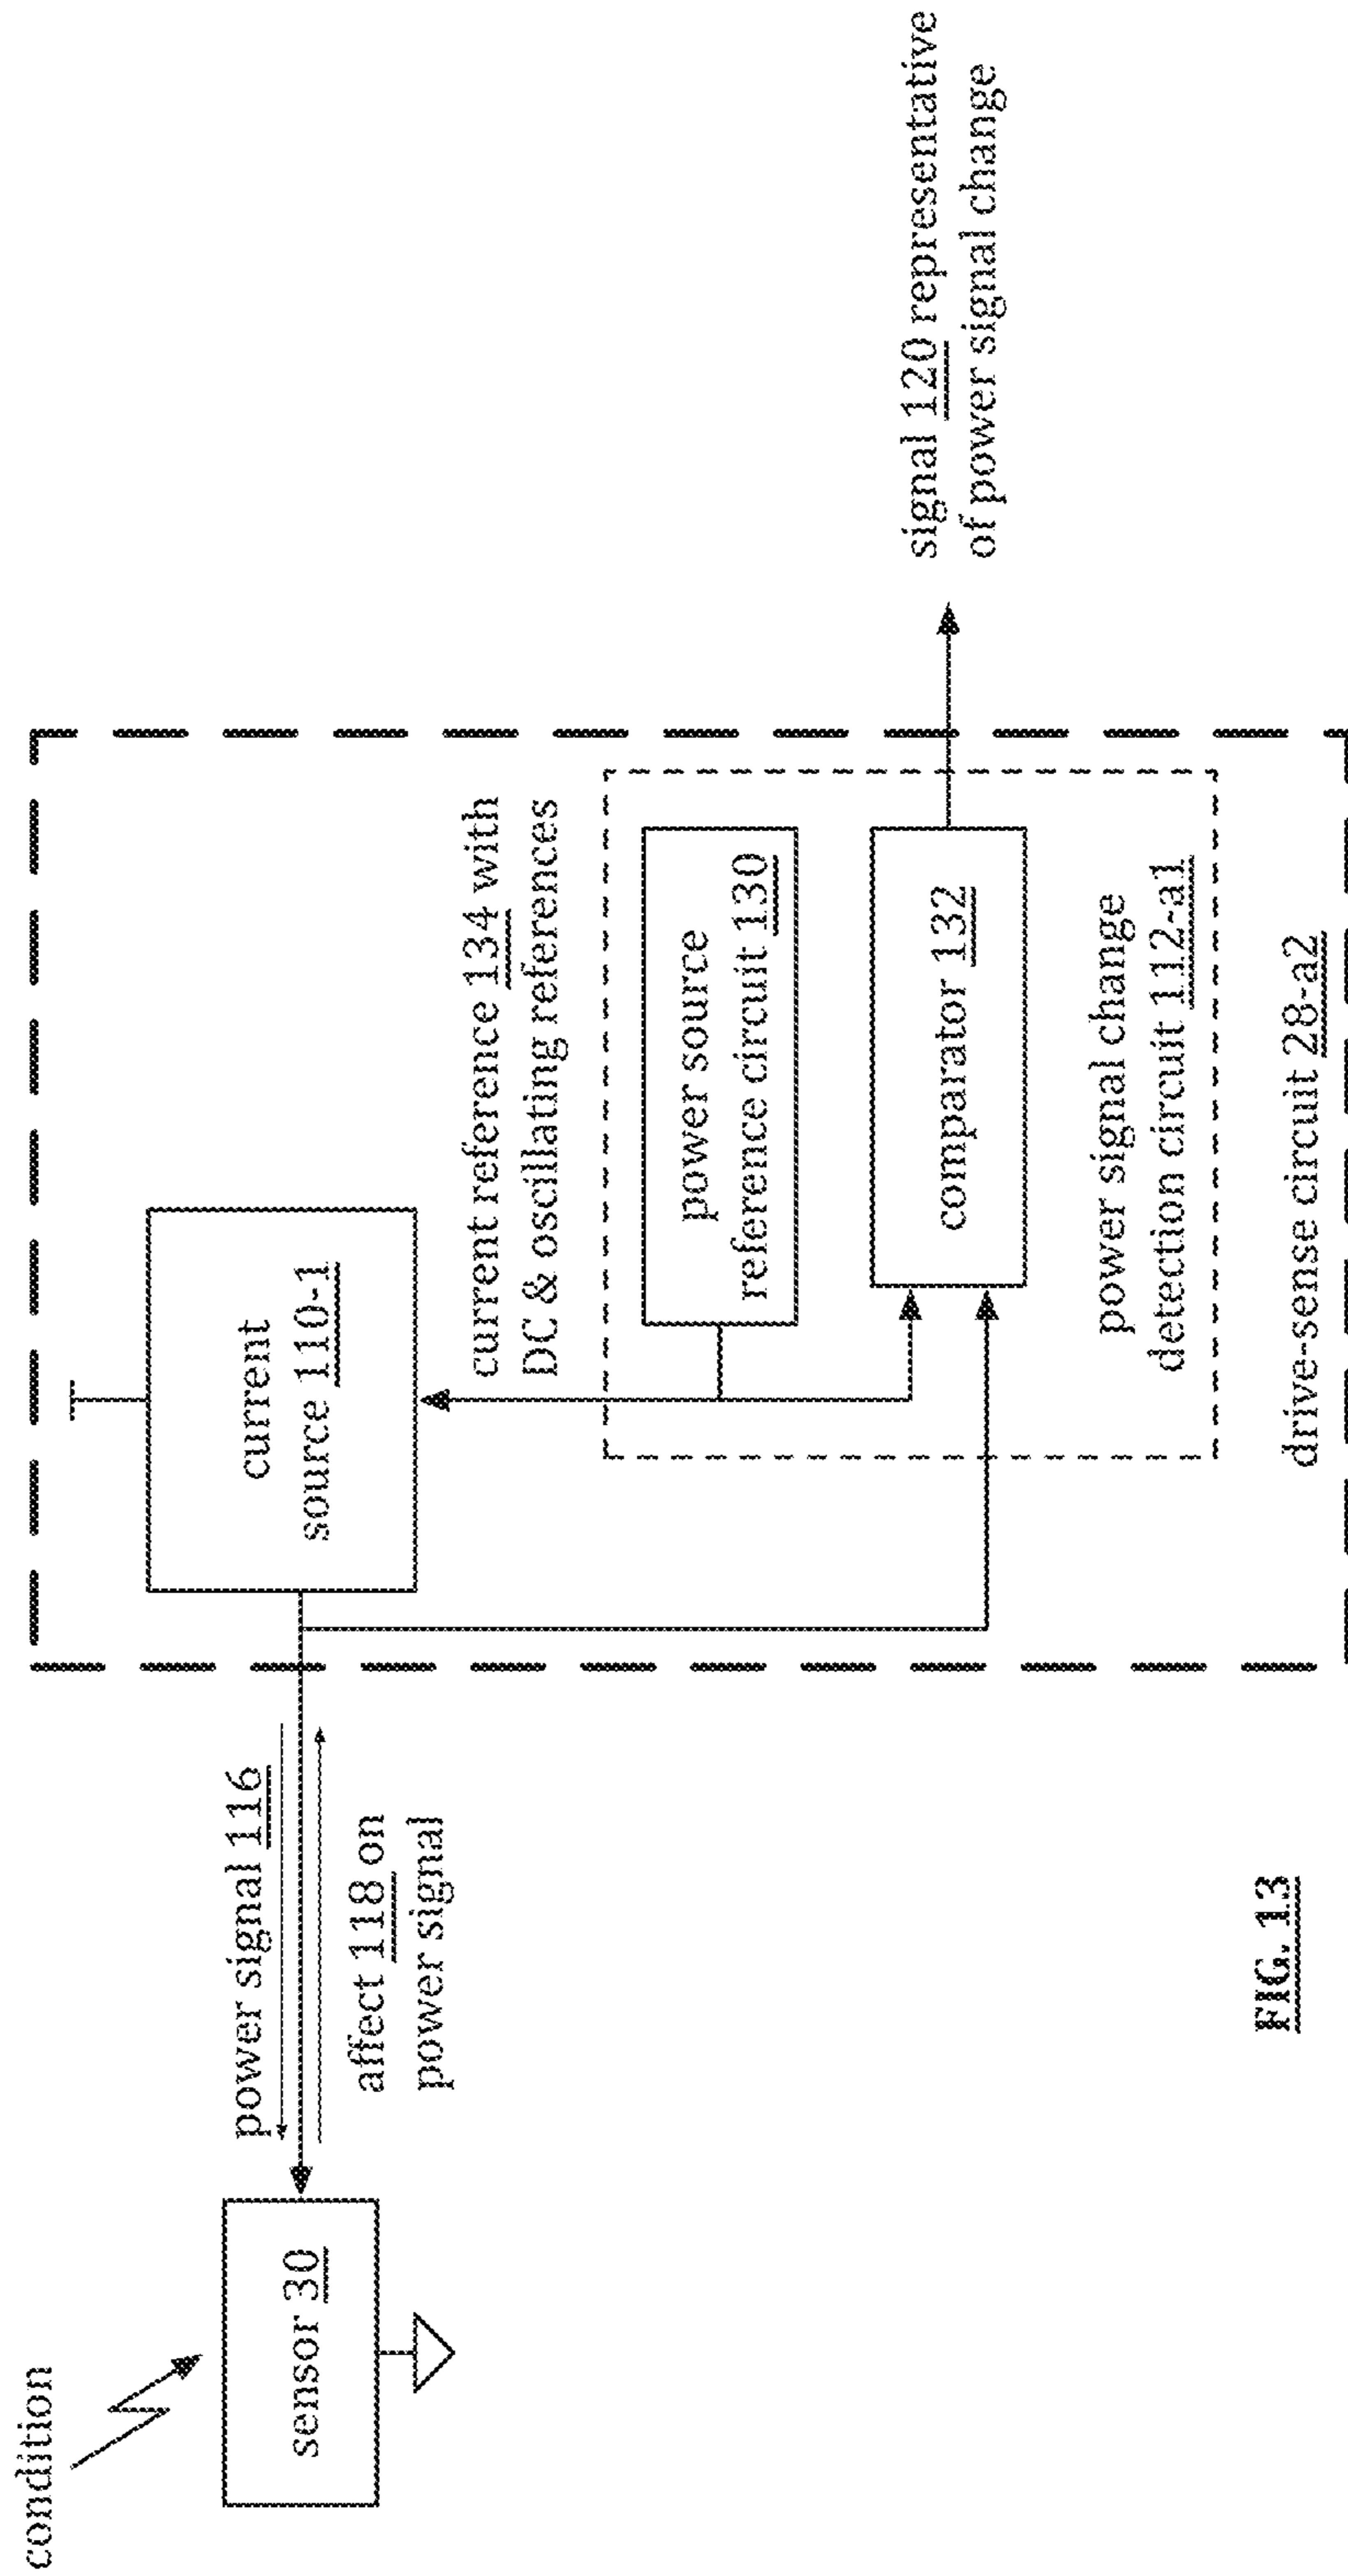 condition
sensor 30
power signal 116
affect 118 on
power signal
current
source 110-1
current reference 134 with
DC & oscillating references
power source
reference circuit 130
comparator 132
power signal change
detection circuit 112-a1
drive-sense circuit 28-a2
signal 120 representative
of power signal change
FIG. 13